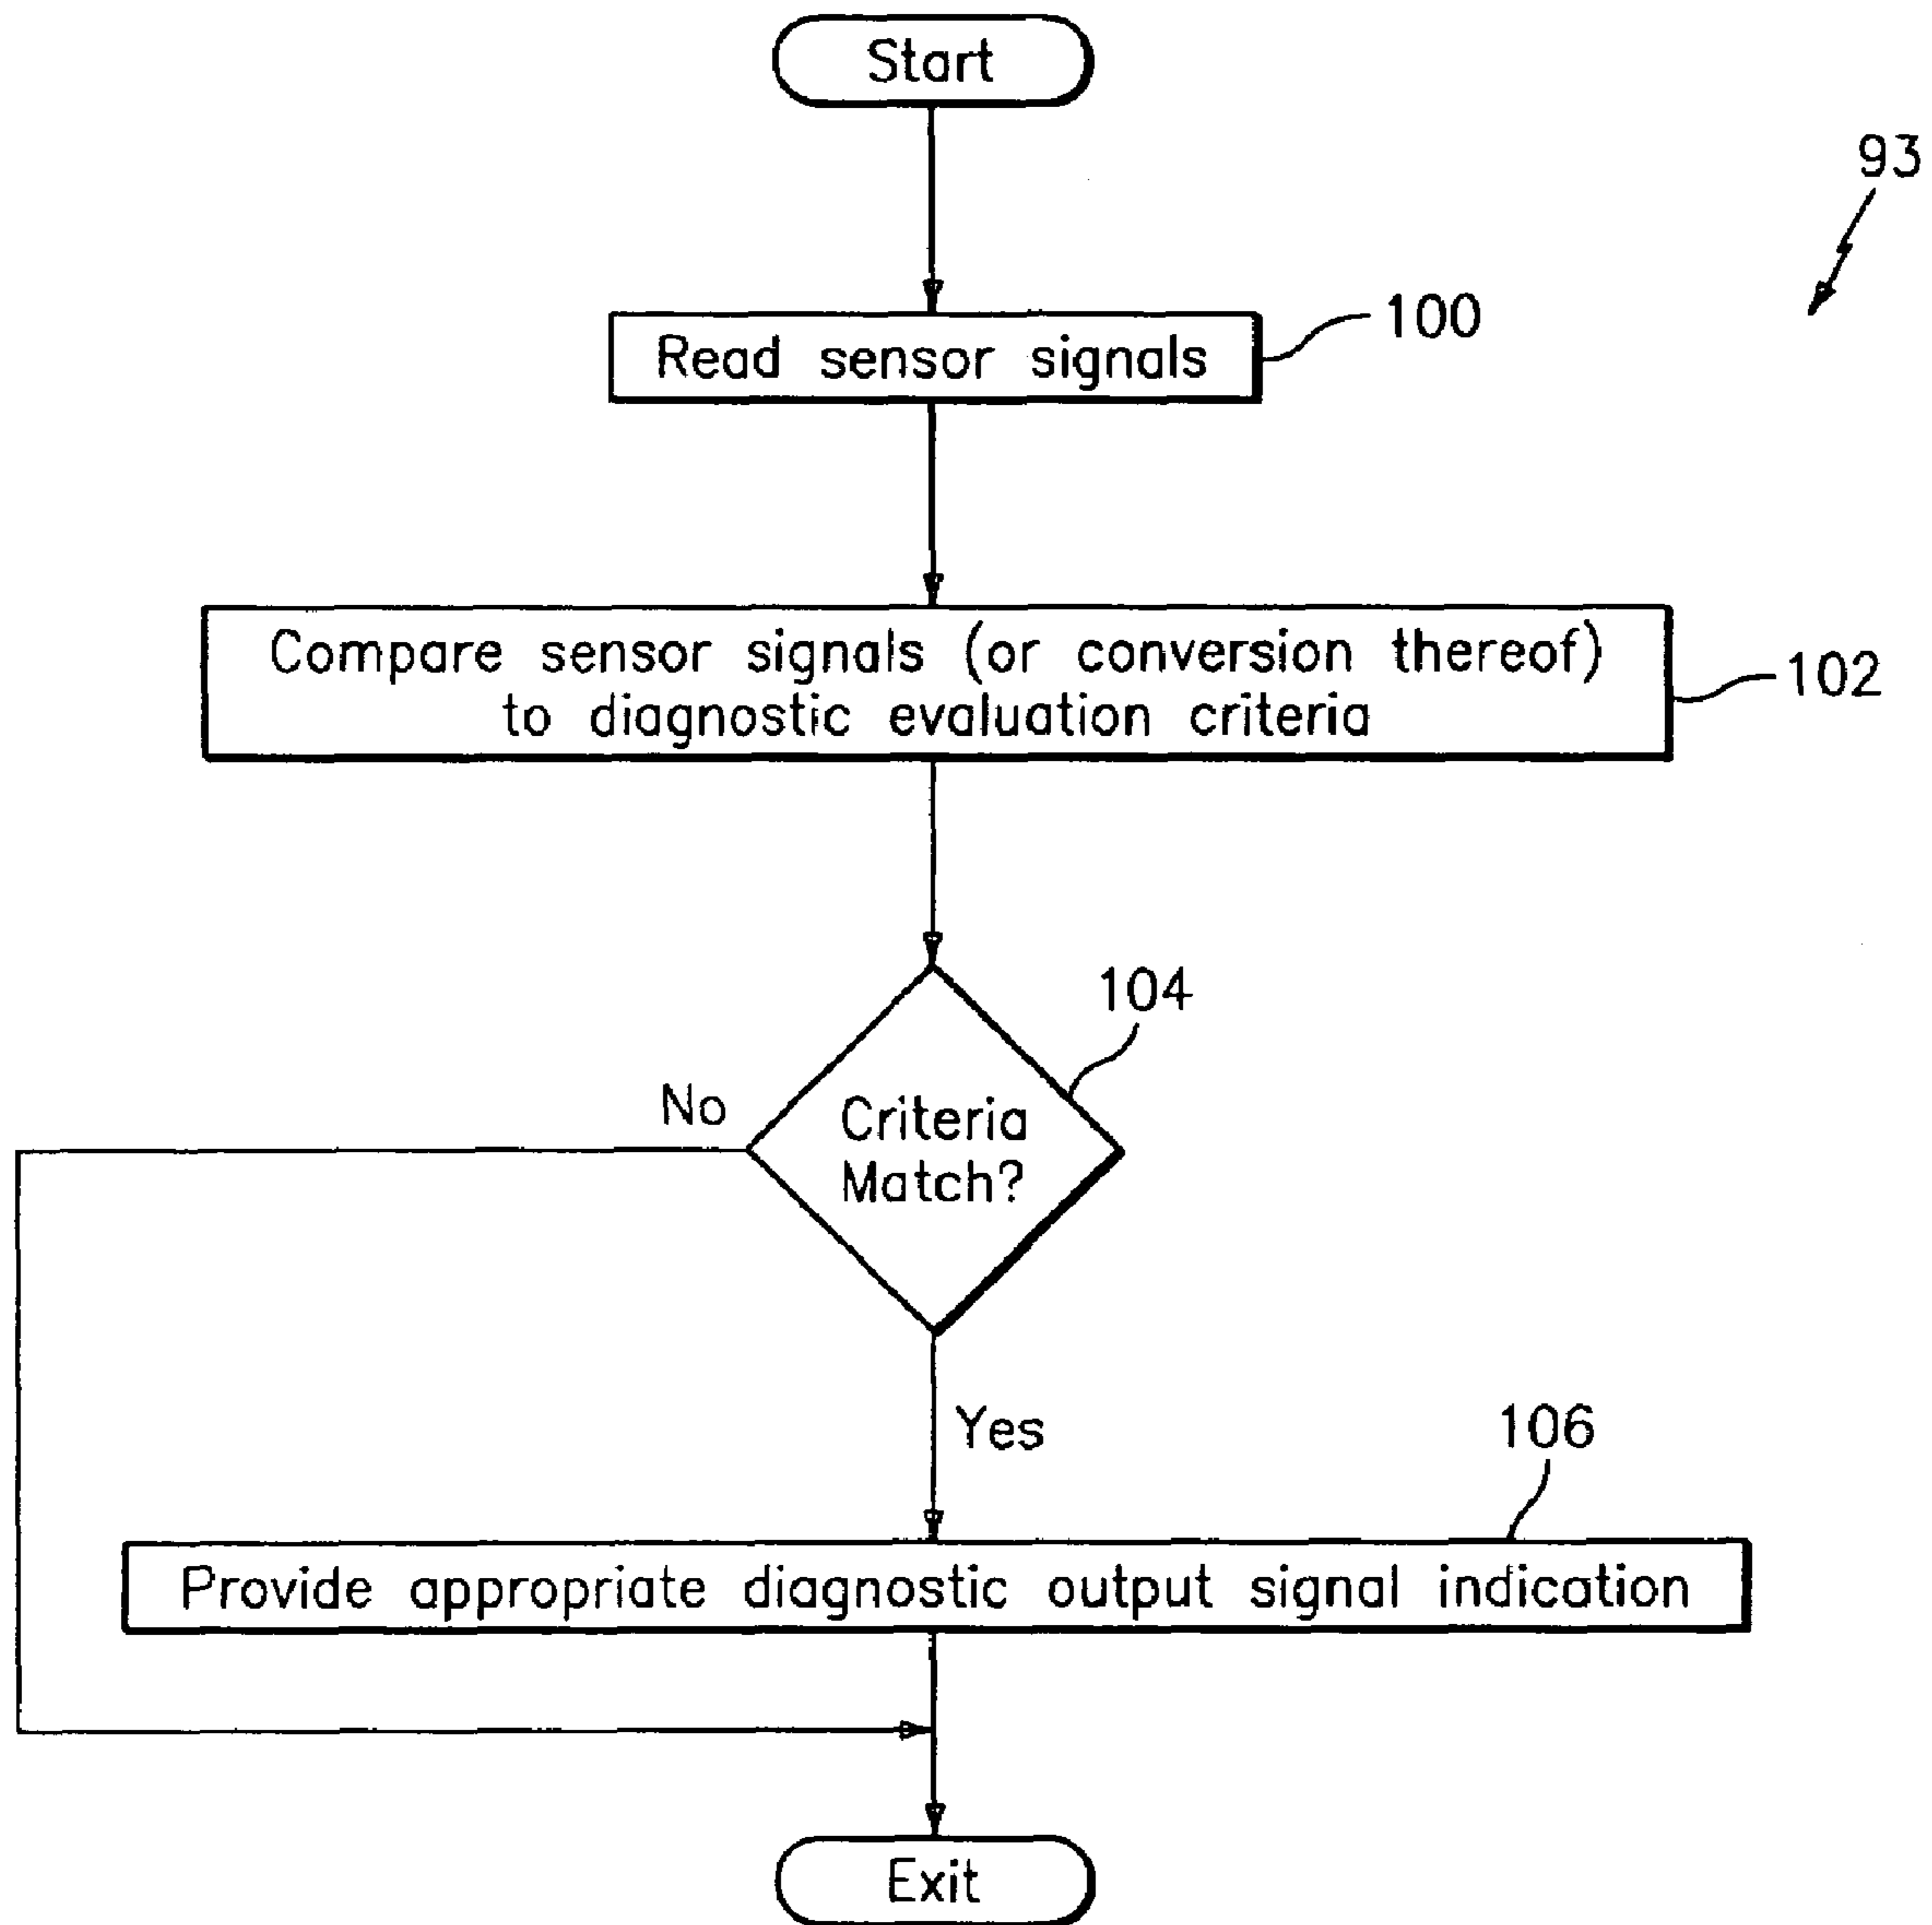 Start
93
Read sensor signals
100
Compare sensor signals (or conversion thereof)
to diagnostic evaluation criteria
102
104
No
Criteria
Match?
Yes
106
Provide appropriate diagnostic output signal indication
Exit